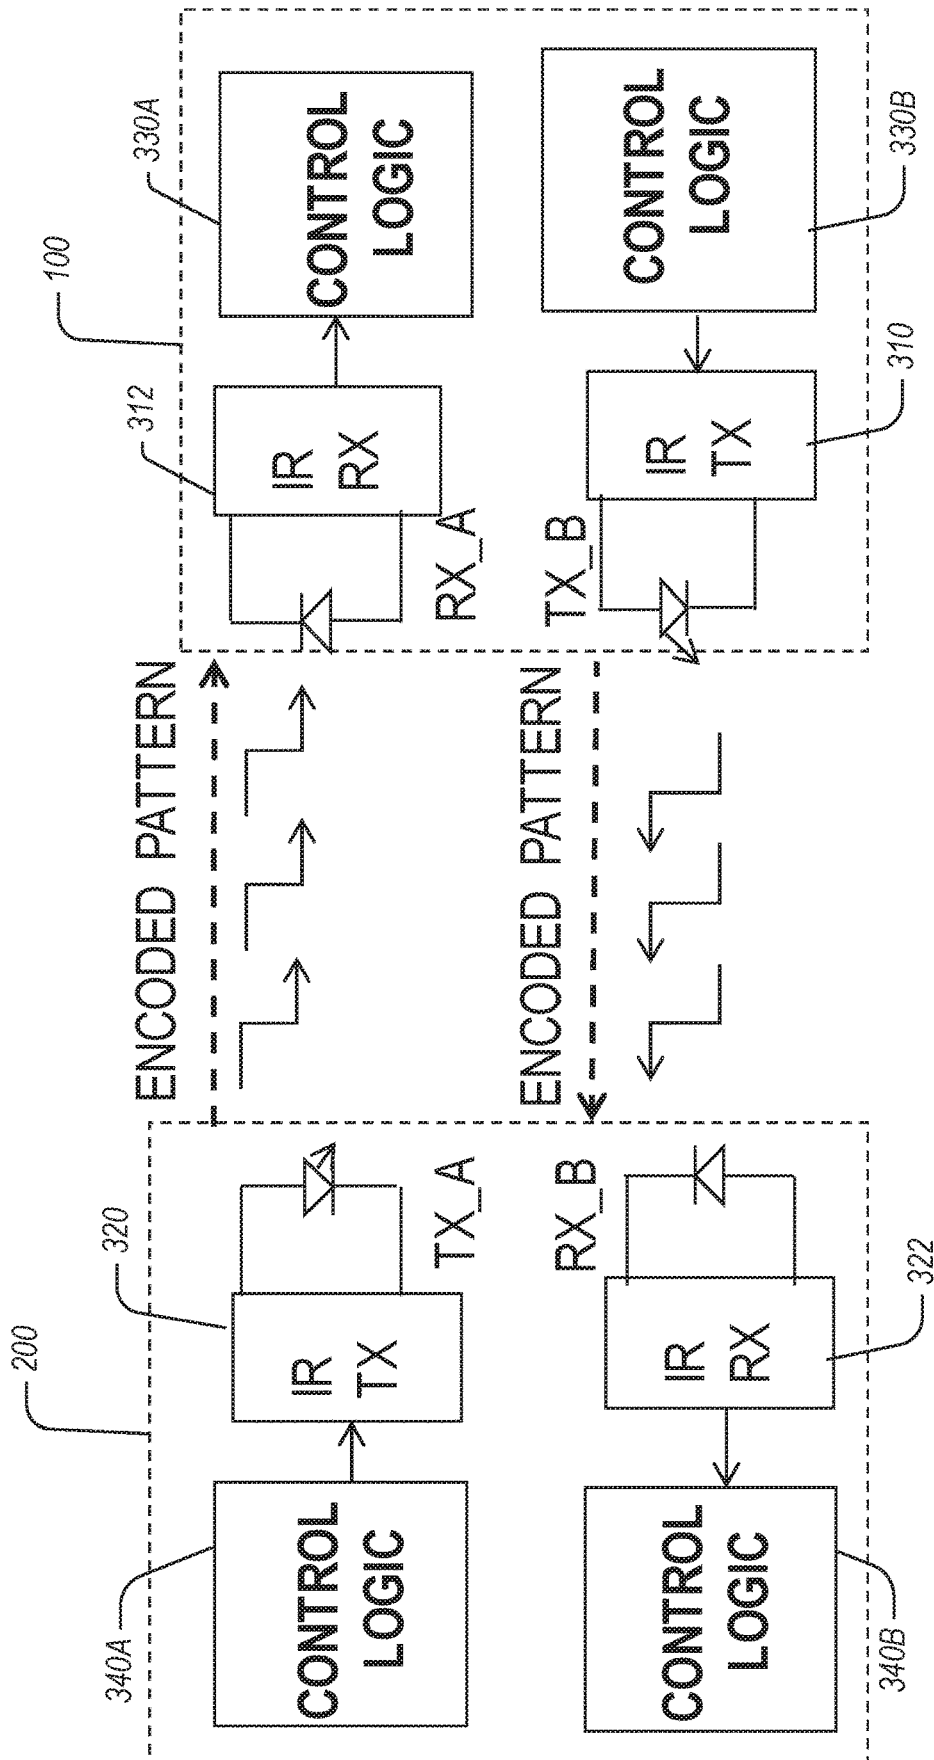 200
100
340A
CONTROL
LOGIC
320
IR
TX
TX_A
ENCODED PATTERN
312
IR
RX
RX_A
330A
CONTROL
LOGIC
340B
CONTROL
LOGIC
322
IR
RX
RX_B
ENCODED PATTERN
TX_B
310
IR
TX
330B
CONTROL
LOGIC